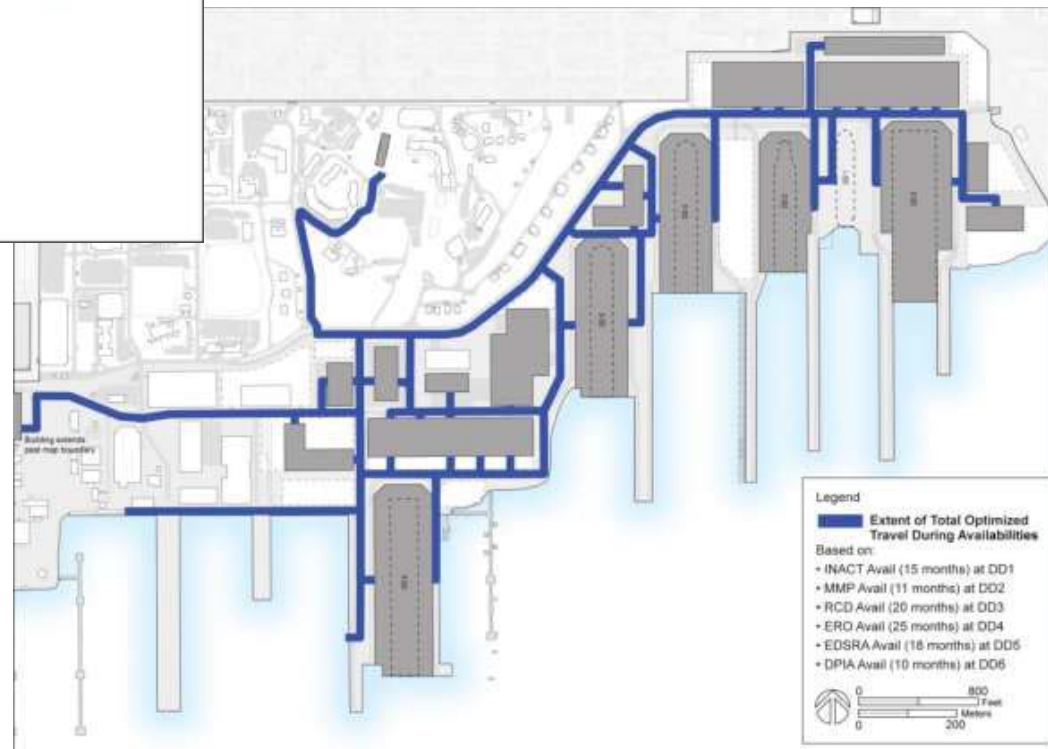 Building extends
past map boundary
Legend
Extent of Total Optimized
Travel During Availabilities
Based on:
• INACT Avail (15 months) at DD1
• MMP Avail (11 months) at DD2
• RCD Avail (20 months) at DD3
• ERO Avail (25 months) at DD4
• EDSRA Avail (18 months) at DD5
• DPIA Avail (10 months) at DD6
0 800
Feet
Meters
0 200